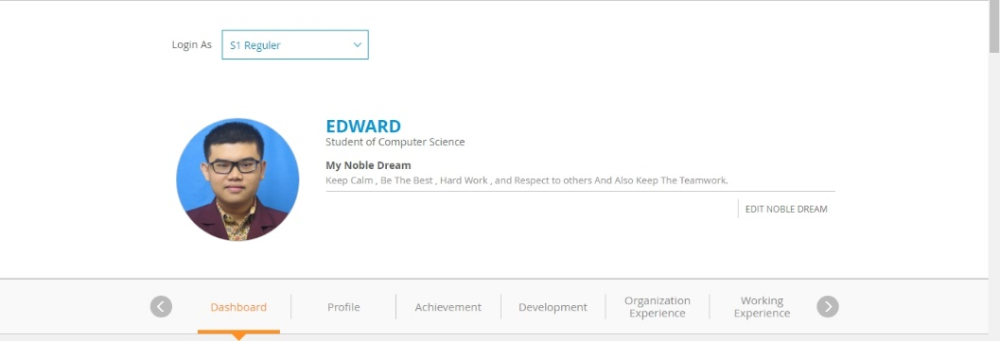 Login As S1 Reguler
EDWARD
Student of Computer Science
My Noble Dream
Keep Calm , Be The Best , Hard Work , and Respect to others And Also Keep The Teamwork.
EDIT NOBLE DREAM
Dashboard
Profile
Achievement
Development
Organization
Experience
Working
Experience